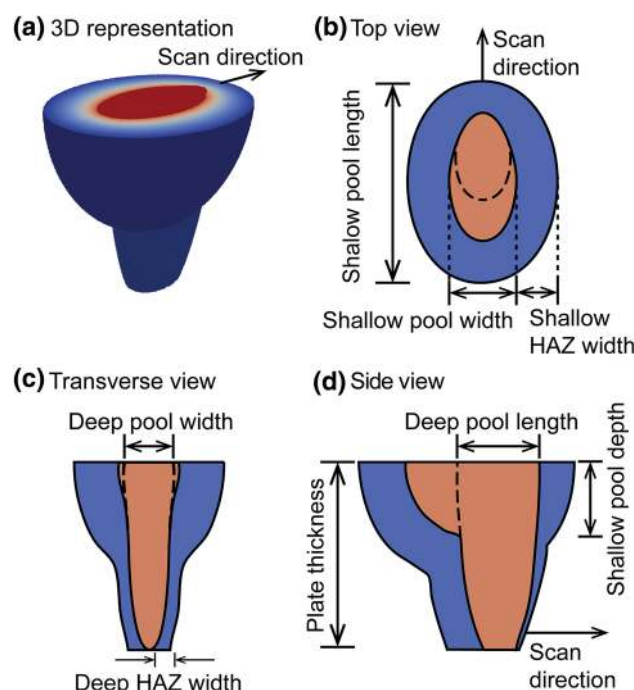 (a) 3D representation
Scan direction
(b) Top view
Scan
direction
Shalow pool length
Shallow pool width
Shallow
HAZ width
(c) Transverse view
Deep pool width
Deep HAZ width
(d) Side view
Deep pool length
Plate thickness
Shallow pool depth
Scan
direction